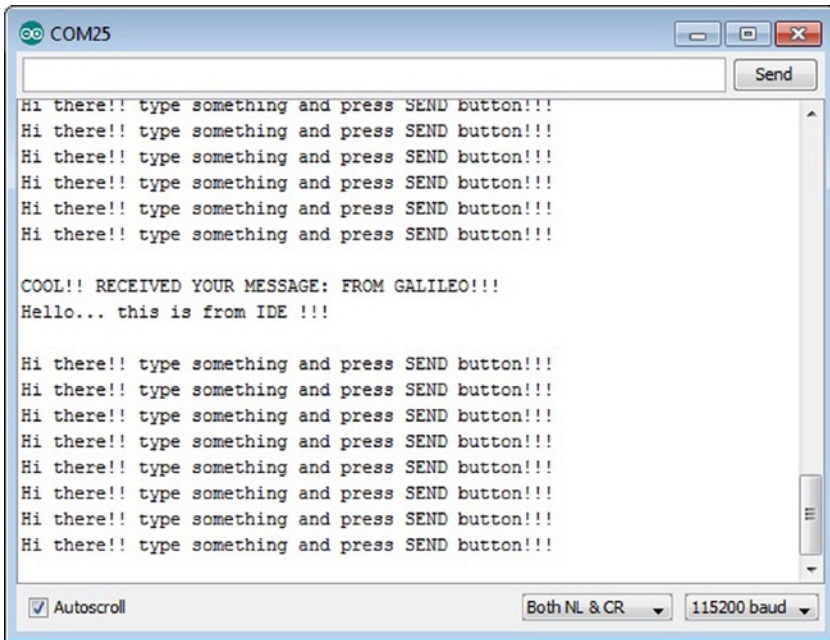 COM25
Send
Hi there!! type something and press SEND button!!!
Hi there!! type something and press SEND button!!!
Hi there!! type something and press SEND button!!!
Hi there!! type something and press SEND button!!!
Hi there!! type something and press SEND button!!!
Hi there!! type something and press SEND button!!!
COOL!! RECEIVED YOUR MESSAGE: FROM GALILEO!!!
Hello... this is from IDE !!!
Hi there!! type something and press SEND button!!!
Hi there!! type something and press SEND button!!!
Hi there!! type something and press SEND button!!!
Hi there!! type something and press SEND button!!!
Hi there!! type something and press SEND button!!!
Hi there!! type something and press SEND button!!!
Hi there!! type something and press SEND button!!!
Hi there!! type something and press SEND button!!!
Autoscroll Both NL & CR 115200 baud